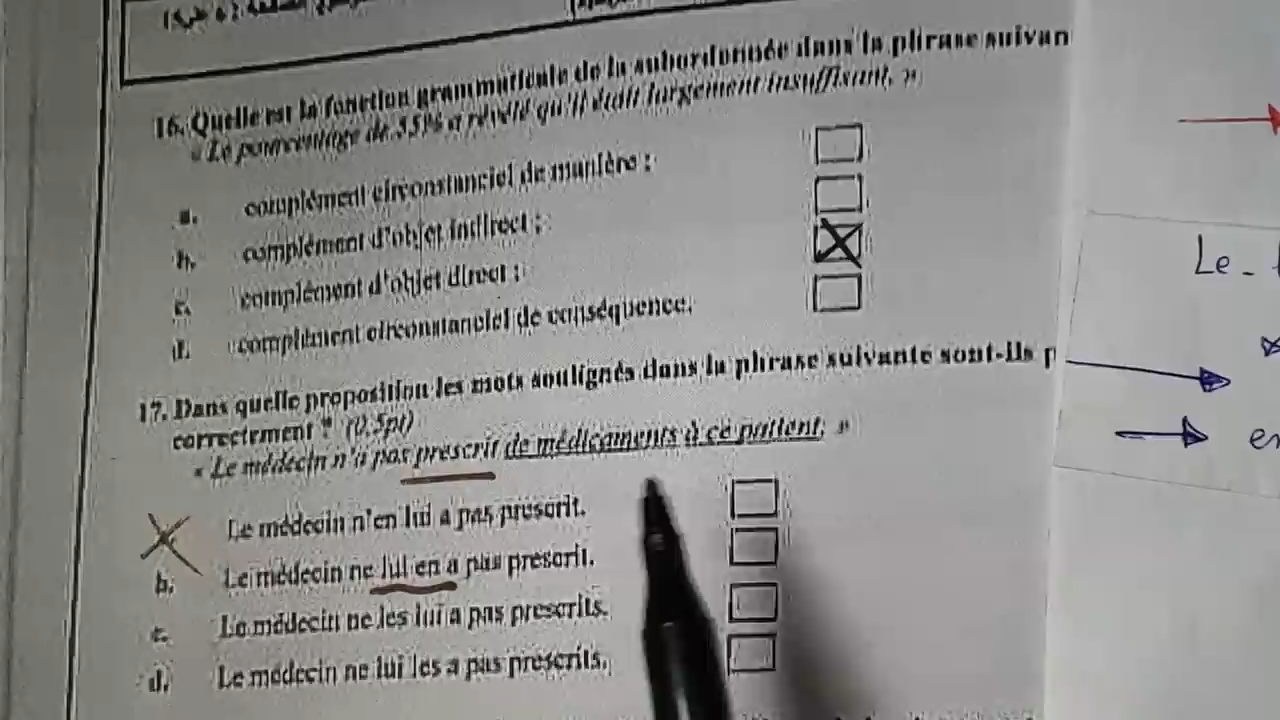 16. Quelle est la fonction grammaticale de la subordonnée dans la phrase suivan
« Le pourcentage de 55% a révélé qu'il était largement insuffisant. »
a. complément circonstanciel de manière ;
b. complément d'objet indirect ;
c. complément d'objet direct ;
d. complément circonstanciel de conséquence.
17. Dans quelle proposition les mots soulignés dans la phrase suivante sont-ils p
correctement ? (0,5pt)
« Le médecin n'a pas prescrit de médicaments à ce patient. »
Le médecin n'en lui a pas prescrit.
b. Le médecin ne lui en a pas prescrit.
c. Le médecin ne les lui a pas prescrits.
d. Le médecin ne lui les a pas prescrits.
Le -
en